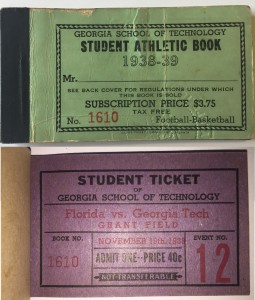 GEORGIA SCHOOL OF TECHNOLOGY
STUDENT ATHLETIC BOOK
1938-39
Mr.
SEE BACK COVER FOR REGULATIONS UNDER WHICH
THIS BOOK IS SOLD
SUBSCRIPTION PRICE $3.75
TAX FREE
No. 1610 Football-Basketball
STUDENT TICKET
OF
GEORGIA SCHOOL OF TECHNOLOGY
Florida vs. Georgia Tech
GRANT FIELD
BOOK NO. NOVEMBER EVENT NO.
1610 ADMIT ONE—PRICE 40c 12
NOT TRANSFERABLE